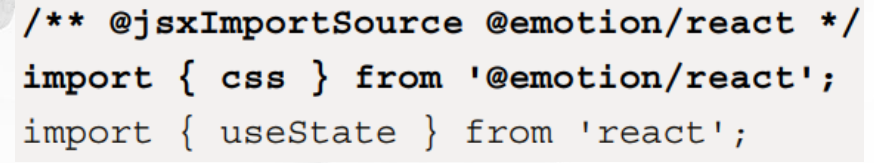 /** @jsxImportSource @emotion/react */
import { css } from '@emotion/react';
import { useState } from 'react';